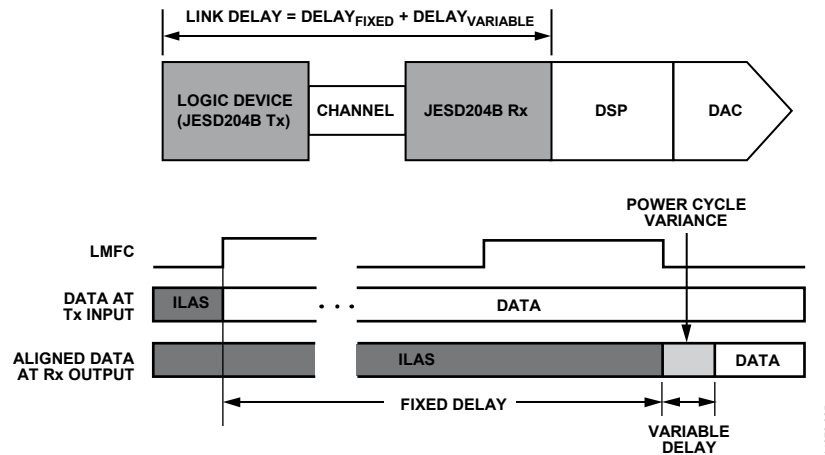 LINK DELAY = DELAYFIXED + DELAYVARIABLE
LOGIC DEVICE
(JESD204B Tx)
CHANNEL
JESD204B Rx
DSP
DAC
POWER CYCLE
VARIANCE
LMFC
DATA AT
Tx INPUT
ILAS
. . .
DATA
ALIGNED DATA
AT Rx OUTPUT
ILAS
DATA
FIXED DELAY
VARIABLE
DELAY